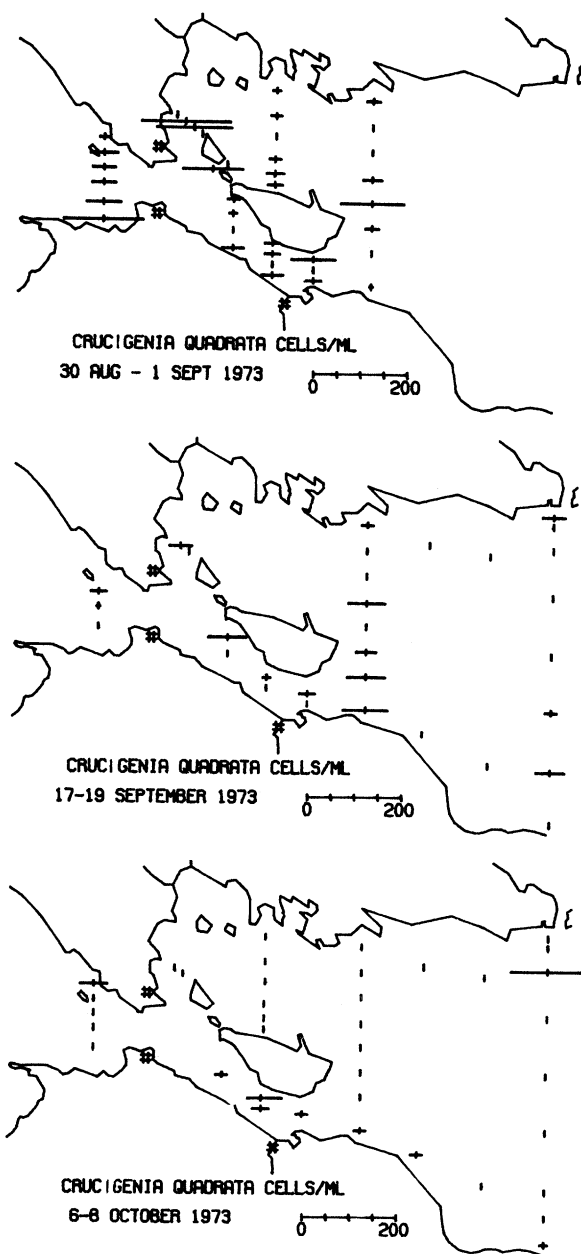 CRUCIGENIA QUADRATA CELLS/ML
30 AUG - 1 SEPT 1973
0 200
CRUCIGENIA QUADRATA CELLS/ML
17-19 SEPTEMBER 1973
0 200
CRUCIGENIA QUADRATA CELLS/ML
6-8 OCTOBER 1973
0 200